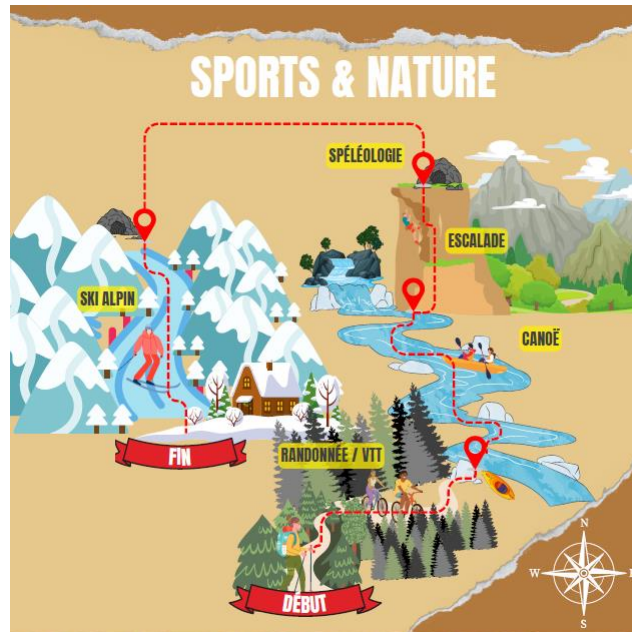 SPORTS & NATURE
SPÉLÉOLOGIE
ESCALADE
SKI ALPIN
CANOË
RANDONNÉE / VTT
FIN
DÉBUT
N
W
S